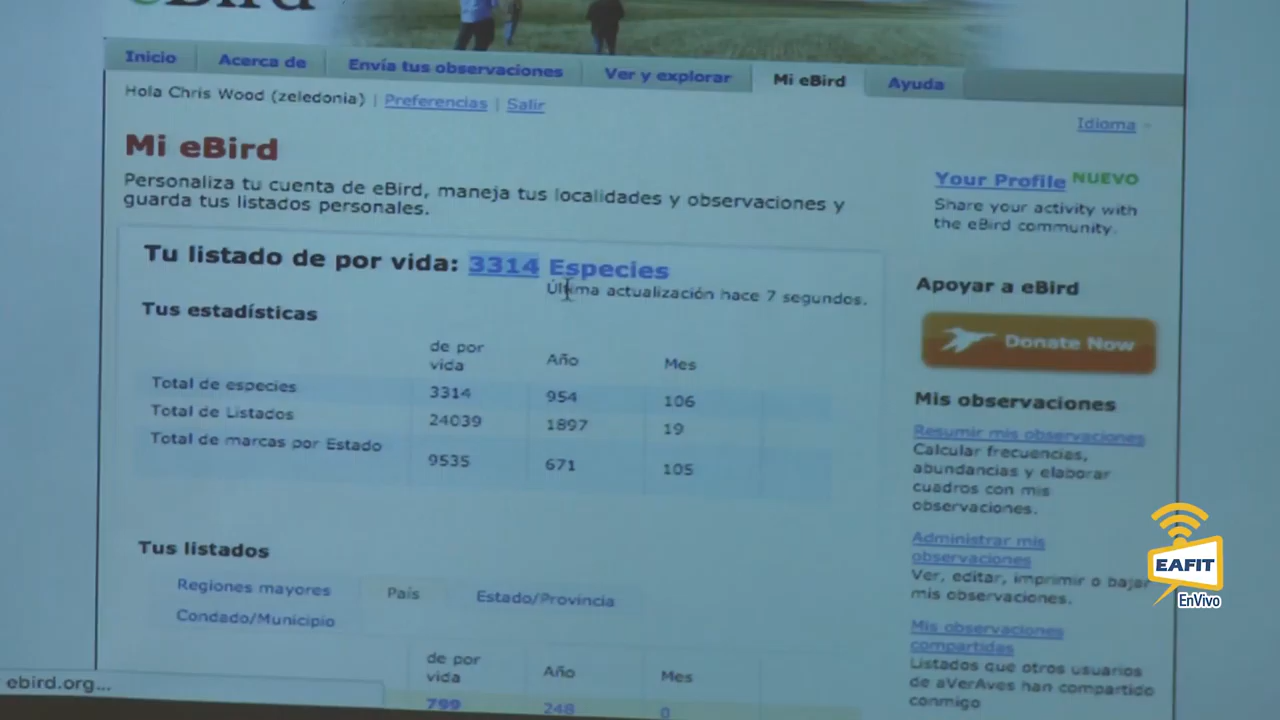 eBird
Inicio
Acerca de
Envía tus observaciones
Ver y explorar
Mi eBird
Ayuda
Hola Chris Wood (zeledonia) | Preferencias | Salir
Idioma
Mi eBird
Personaliza tu cuenta de eBird, maneja tus localidades y observaciones y
guarda tus listados personales.
Tu listado de por vida: 3314 Especies
Última actualización hace 7 segundos.
Tus estadísticas
de por
vida
Año
Mes
Total de especies 3314 954 106
Total de Listados 24039 1897 19
Total de marcas por Estado
9535 671 105
Tus listados
Regiones mayores País Estado/Provincia
Condado/Municipio
de por
vida
Año
Mes
799 248 0
Your Profile NUEVO
Share your activity with
the eBird community.
Apoyar a eBird
Donate Now
Mis observaciones
Resumir mis observaciones
Calcular frecuencias,
abundancias y elaborar
cuadros con mis
observaciones.
Administrar mis
observaciones
Ver, editar, imprimir o bajar
mis observaciones.
Mis observaciones
compartidas
Listados que otros usuarios
de aVerAves han compartido
conmigo
ebird.org...
EAFIT
EnVivo